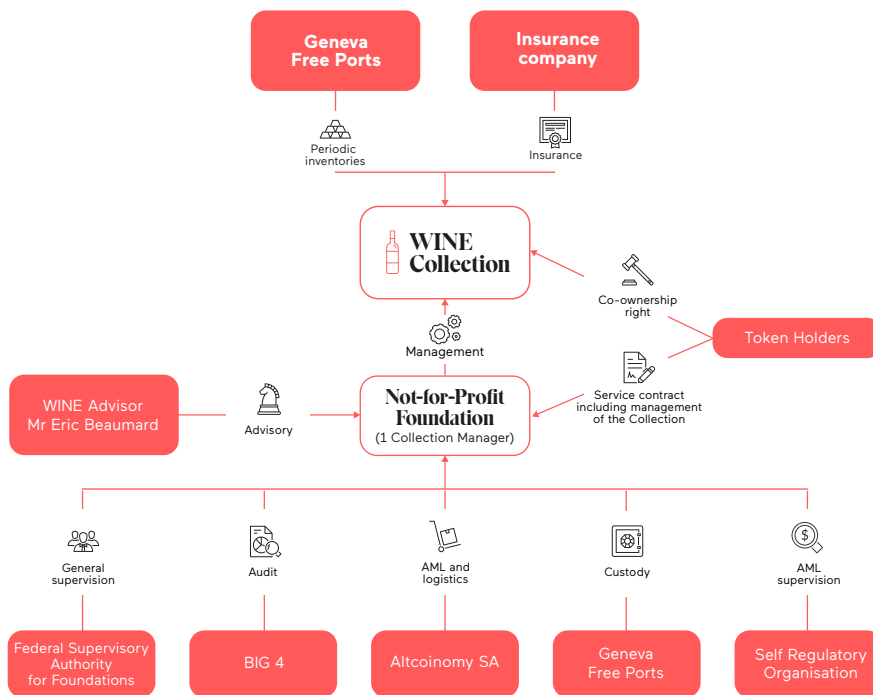 Geneva
Free Ports
Insurance
company
Periodic
inventories
Insurance
WINE
Collection
Co-ownership
right
Management
Token Holders
WINE Advisor
Mr Eric Beaumard
Advisory
Not-for-Profit
Foundation
(1 Collection Manager)
Service contract
including management
of the Collection
General
supervision
Audit
AML and
logistics
Custody
$
AML
supervision
Federal Supervisory
Authority
for Foundations
BIG 4
Altcoinomy SA
Geneva
Free Ports
Self Regulatory
Organisation